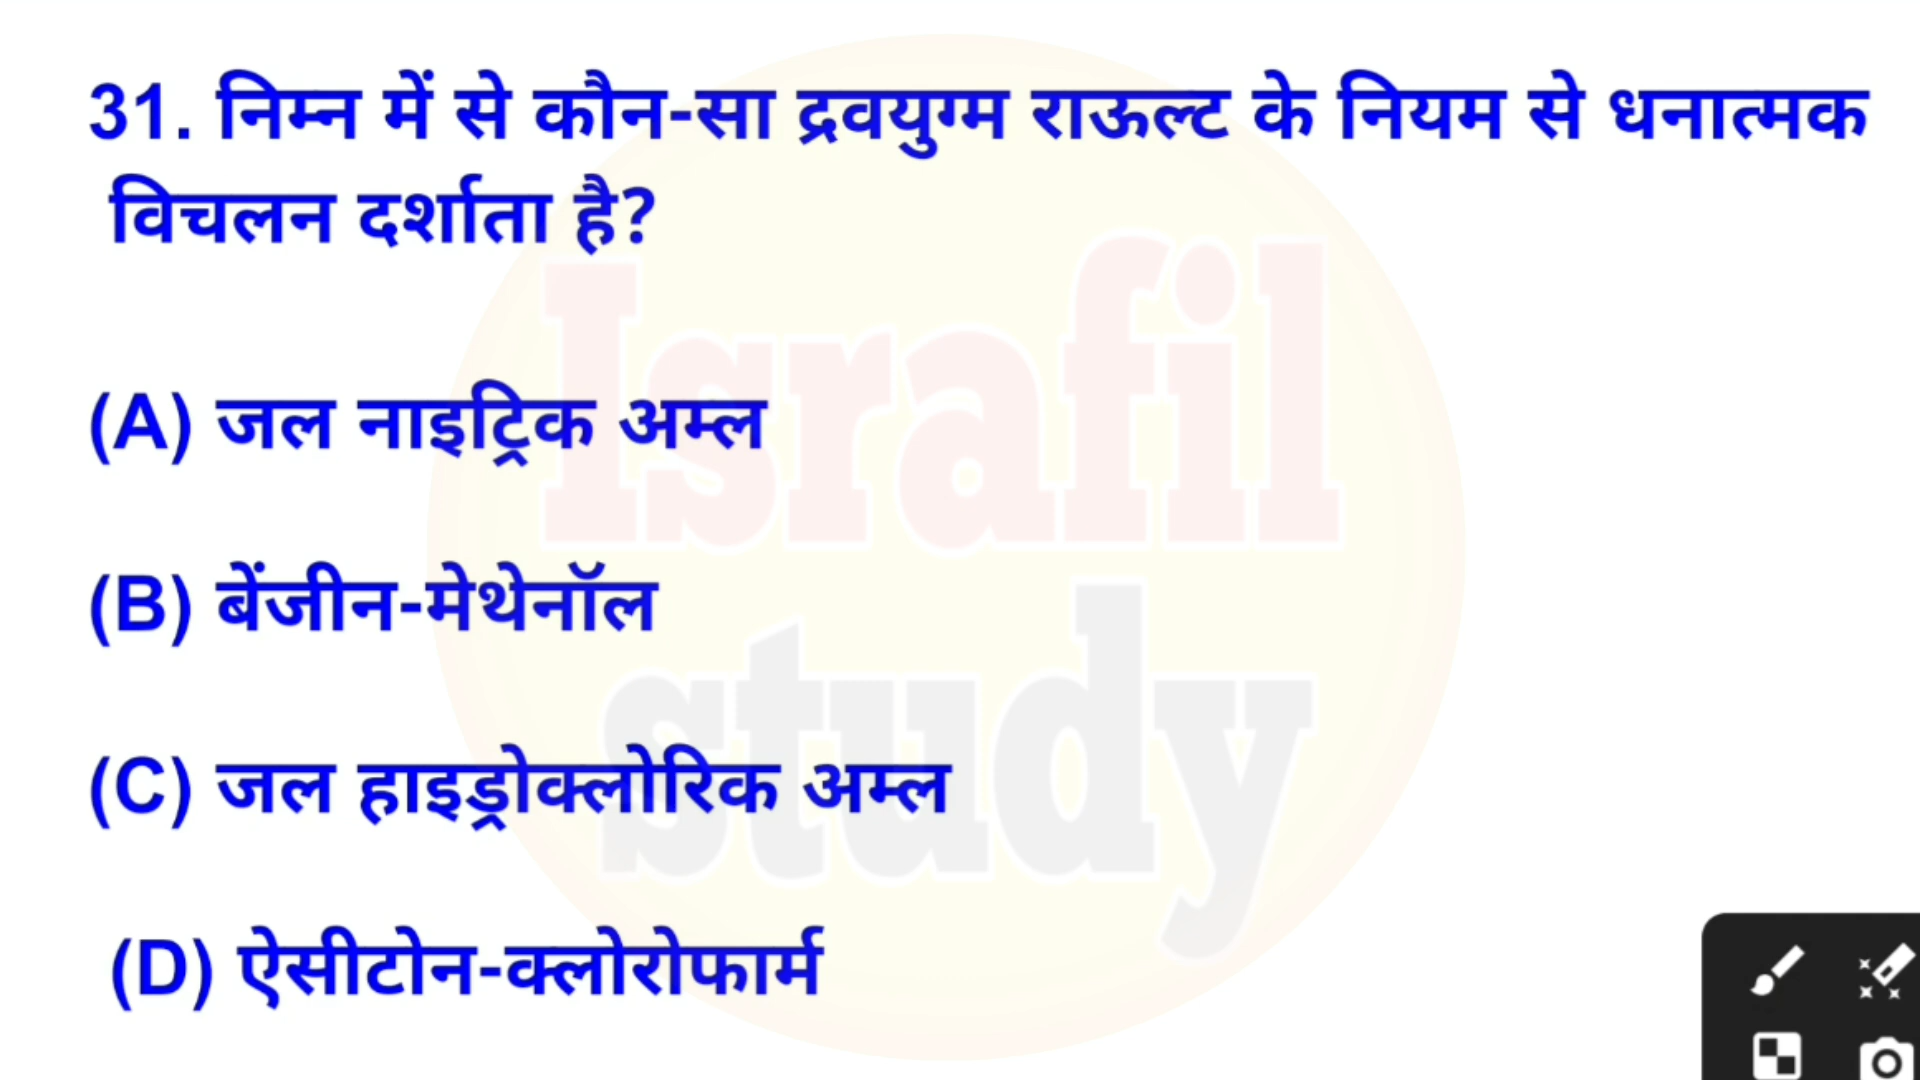 31. निम्न में से कौन-सा द्रवयुग्म राऊल्ट के नियम से धनात्मक
विचलन दर्शाता है?
Israfil
(A) जल नाइट्रिक अम्ल
(B) बेंजीन-मेथेनॉल
study
(C) जल हाइड्रोक्लोरिक अम्ल
(D) ऐसीटोन-क्लोरोफार्म